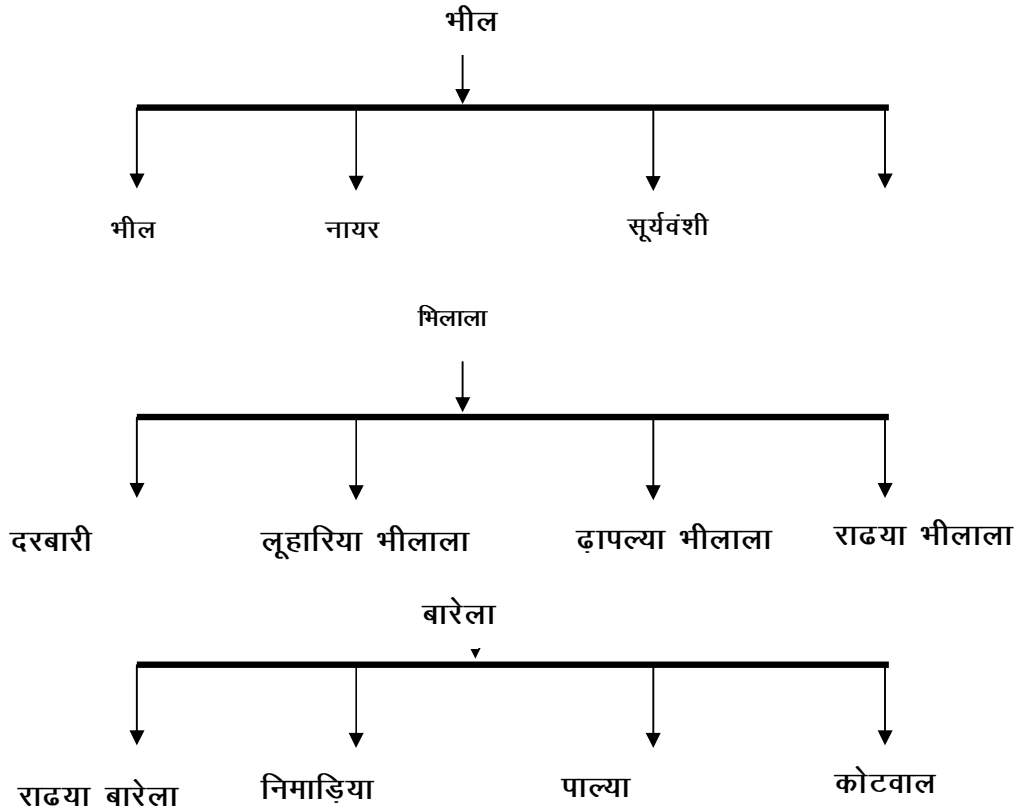 भील
भील नायर सूर्यवंशी
भिलाला
दरबारी लूहारिया भीलाला ढ़ापल्या भीलाला राढया भीलाला
बारेला
राढया बारेला निमाड़िया पाल्या कोटवाल